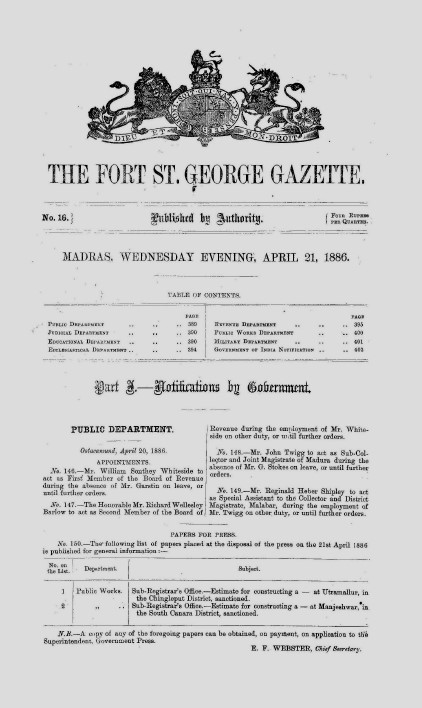 DIEU ET MON DROIT
THE FORT ST. GEORGE GAZETTE.
No. 16.} Published by Authority. {FOUR RUPEES PER QUARTER.
MADRAS, WEDNESDAY EVENING, APRIL 21, 1886.
TABLE OF CONTENTS.
PAGE
PUBLIC DEPARTMENT .. .. .. 389
JUDICIAL DEPARTMENT .. .. .. 390
EDUCATIONAL DEPARTMENT .. .. .. 390
ECCLESIASTICAL DEPARTMENT .. .. .. 394
PAGE
REVENUE DEPARTMENT .. .. .. 395
PUBLIC WORKS DEPARTMENT .. .. 400
MILITARY DEPARTMENT .. .. .. 401
GOVERNMENT OF INDIA NOTIFICATION .. .. 403
Part I.—Notifications by Government.
PUBLIC DEPARTMENT.
Ootacamund, April 20, 1886.
APPOINTMENTS.
No. 146.—Mr. William Southey Whiteside to
act as First Member of the Board of Revenue
during the absence of Mr. Garstin on leave, or
until further orders.
No. 147.—The Honorable Mr. Richard Wellesley
Barlow to act as Second Member of the Board of
Revenue during the employment of Mr. White-
side on other duty, or until further orders.
No. 148.—Mr. John Twigg to act as Sub-Col-
lector and Joint Magistrate of Madura during the
absence of Mr. G. Stokes on leave, or until further
orders.
No. 149.—Mr. Reginald Heber Shipley to act
as Special Assistant to the Collector and District
Magistrate, Malabar, during the employment of
Mr. Twigg on other duty, or until further orders.
PAPERS FOR PRESS.
No. 150.—The following list of papers placed at the disposal of the press on the 21st April 1886
is published for general information :—
No. on the List. Department. Subject.
1 Public Works. Sub-Registrar's Office.—Estimate for constructing a — at Utramallur, in
the Chingleput District, sanctioned.
2 „ .. Sub-Registrar's Office.—Estimate for constructing a — at Manjeshwar, in
the South Canara District, sanctioned.
N.B.—A copy of any of the foregoing papers can be obtained, on payment, on application to the
Superintendent, Government Press.
E. F. WEBSTER, Chief Secretary.